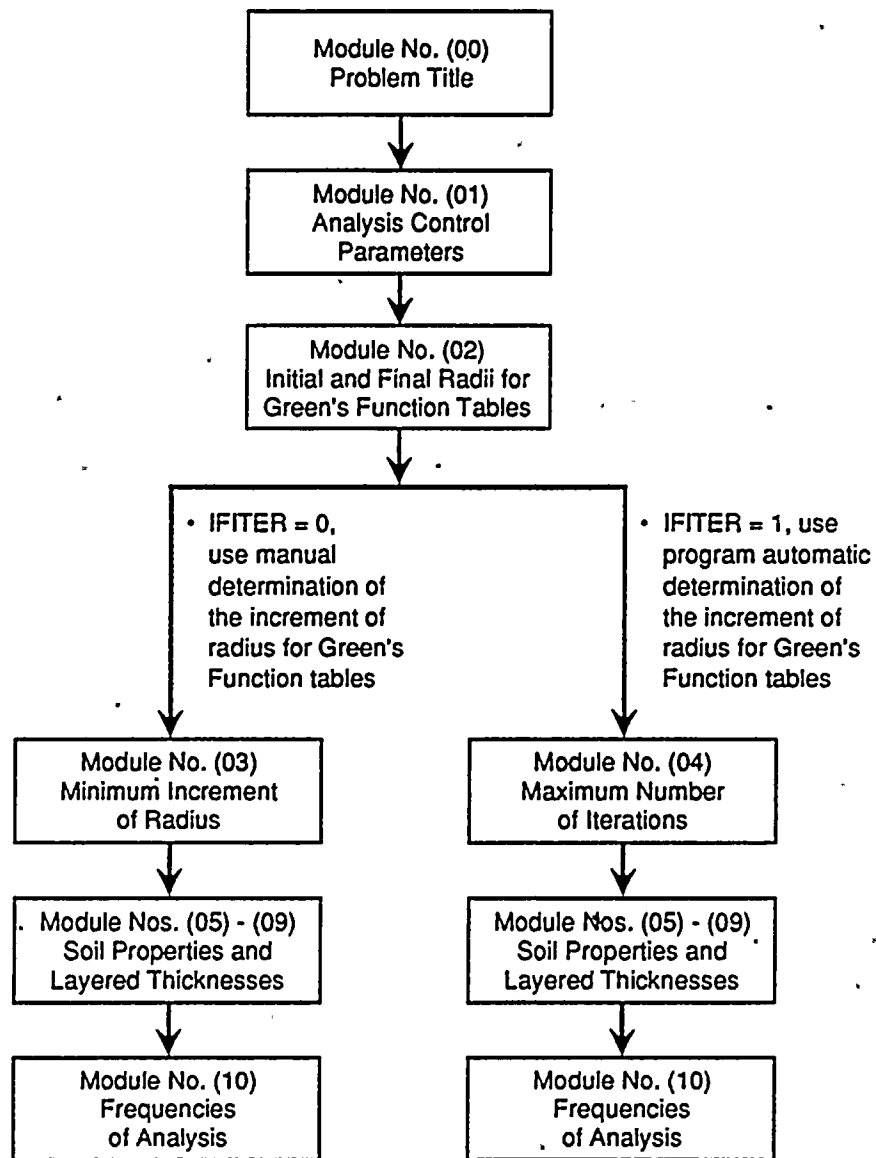 Module No. (00)
Problem Title
Module No. (01)
Analysis Control
Parameters
Module No. (02)
Initial and Final Radii for
Green's Function Tables
• IFITER = 0,
use manual
determination of
the increment of
radius for Green's
Function tables
• IFITER = 1, use
program automatic
determination of
the increment of
radius for Green's
Function tables
Module No. (03)
Minimum Increment
of Radius
Module No. (04)
Maximum Number
of Iterations
Module Nos. (05) - (09)
Soil Properties and
Layered Thicknesses
Module Nos. (05) - (09)
Soil Properties and
Layered Thicknesses
Module No. (10)
Frequencies
of Analysis
Module No. (10)
Frequencies
of Analysis